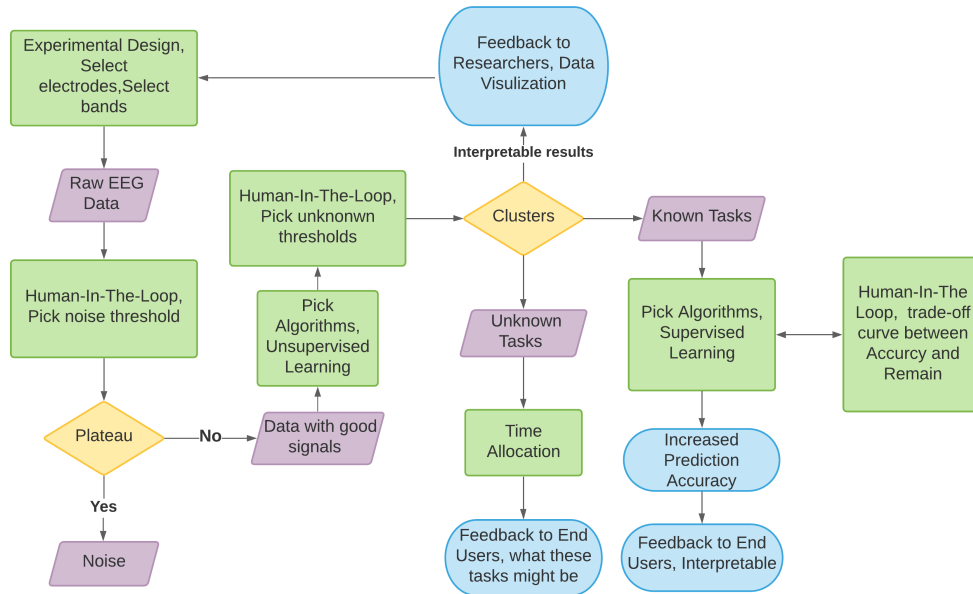 Experimental Design,
Select
electrodes,Select
bands
Feedback to
Researchers, Data
Visulization
Interpretable results
Raw EEG
Data
Human-In-The-Loop,
Pick unknonwn
thresholds
Clusters
Known Tasks
Human-In-The-Loop,
Pick noise threshold
Pick
Algorithms,
Unsupervised
Learning
Unknown
Tasks
Pick Algorithms,
Supervised
Learning
Human-In-The
Loop, trade-off
curve between
Accurcy and
Remain
Plateau
No
Data with good
signals
Time
Allocation
Increased
Prediction
Accuracy
Yes
Noise
Feedback to End
Users, what these
tasks might be
Feedback to End
Users, Interpretable